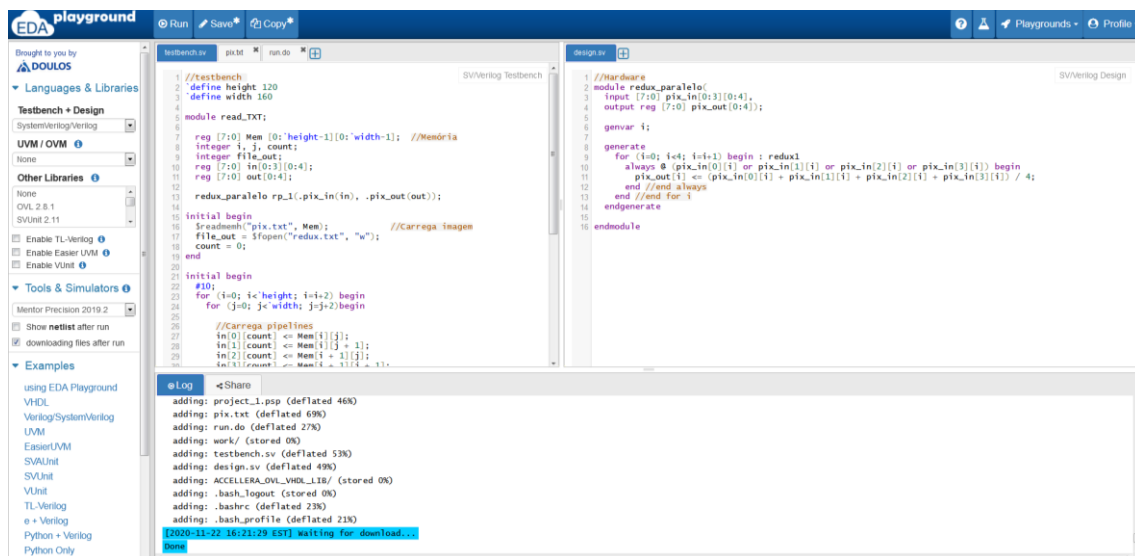 EDA playground
Run Save* Copy*
Playgrounds Profile
Brought to you by
DOULOS
Languages & Libraries
Testbench + Design
SystemVerilog/Verilog
UVM / OVM
None
Other Libraries
None
OVL 2.8.1
SVUnit 2.11
Enable TL-Verilog
Enable Easier UVM
Enable VUnit
Tools & Simulators
Mentor Precision 2019.2
Show netlist after run
downloading files after run
Examples
using EDA Playground
VHDL
Verilog/SystemVerilog
UVM
EasierUVM
SVAUnit
SVUnit
VUnit
TL-Verilog
e + Verilog
Python + Verilog
Python Only
testbench.sv pix.txt run.do
SV/Verilog Testbench
1 //testbench
2 `define height 120
3 `define width 160
4
5 module read_TXT;
6
7 reg [7:0] Mem [0:`height-1][0:`width-1]; //Memória
8 integer i, j, count;
9 integer file_out;
10 reg [7:0] in[0:3][0:4];
11 reg [7:0] out[0:4];
12
13 redux_paralelo rp_1(.pix_in(in), .pix_out(out));
14
15 initial begin
16 $readmemh("pix.txt", Mem); //Carrega imagem
17 file_out = $fopen("redux.txt", "w");
18 count = 0;
19 end
20
21 initial begin
22 #10;
23 for (i=0; i<`height; i=i+2) begin
24 for (j=0; j<`width; j=j+2)begin
25
26 //Carrega pipelines
27 in[0][count] <= Mem[i][j];
28 in[1][count] <= Mem[i][j + 1];
29 in[2][count] <= Mem[i + 1][j];
30 in[3][count] <= Mem[i + 1][j + 1];
design.sv
SV/Verilog Design
1 //Hardware
2 module redux_paralelo(
3 input [7:0] pix_in[0:3][0:4],
4 output reg [7:0] pix_out[0:4]);
5
6 genvar i;
7
8 generate
9 for (i=0; i<4; i=i+1) begin : redux1
10 always @ (pix_in[0][i] or pix_in[1][i] or pix_in[2][i] or pix_in[3][i]) begin
11 pix_out[i] <= (pix_in[0][i] + pix_in[1][i] + pix_in[2][i] + pix_in[3][i]) / 4;
12 end //end always
13 end //end for i
14 endgenerate
15
16 endmodule
Log Share
adding: project_1.psp (deflated 46%)
adding: pix.txt (deflated 69%)
adding: run.do (deflated 27%)
adding: work/ (stored 0%)
adding: testbench.sv (deflated 53%)
adding: design.sv (deflated 49%)
adding: ACCELLERA_OVL_VHDL_LIB/ (stored 0%)
adding: .bash_logout (stored 0%)
adding: .bashrc (deflated 23%)
adding: .bash_profile (deflated 21%)
[2020-11-22 16:21:29 EST] Waiting for download...
Done